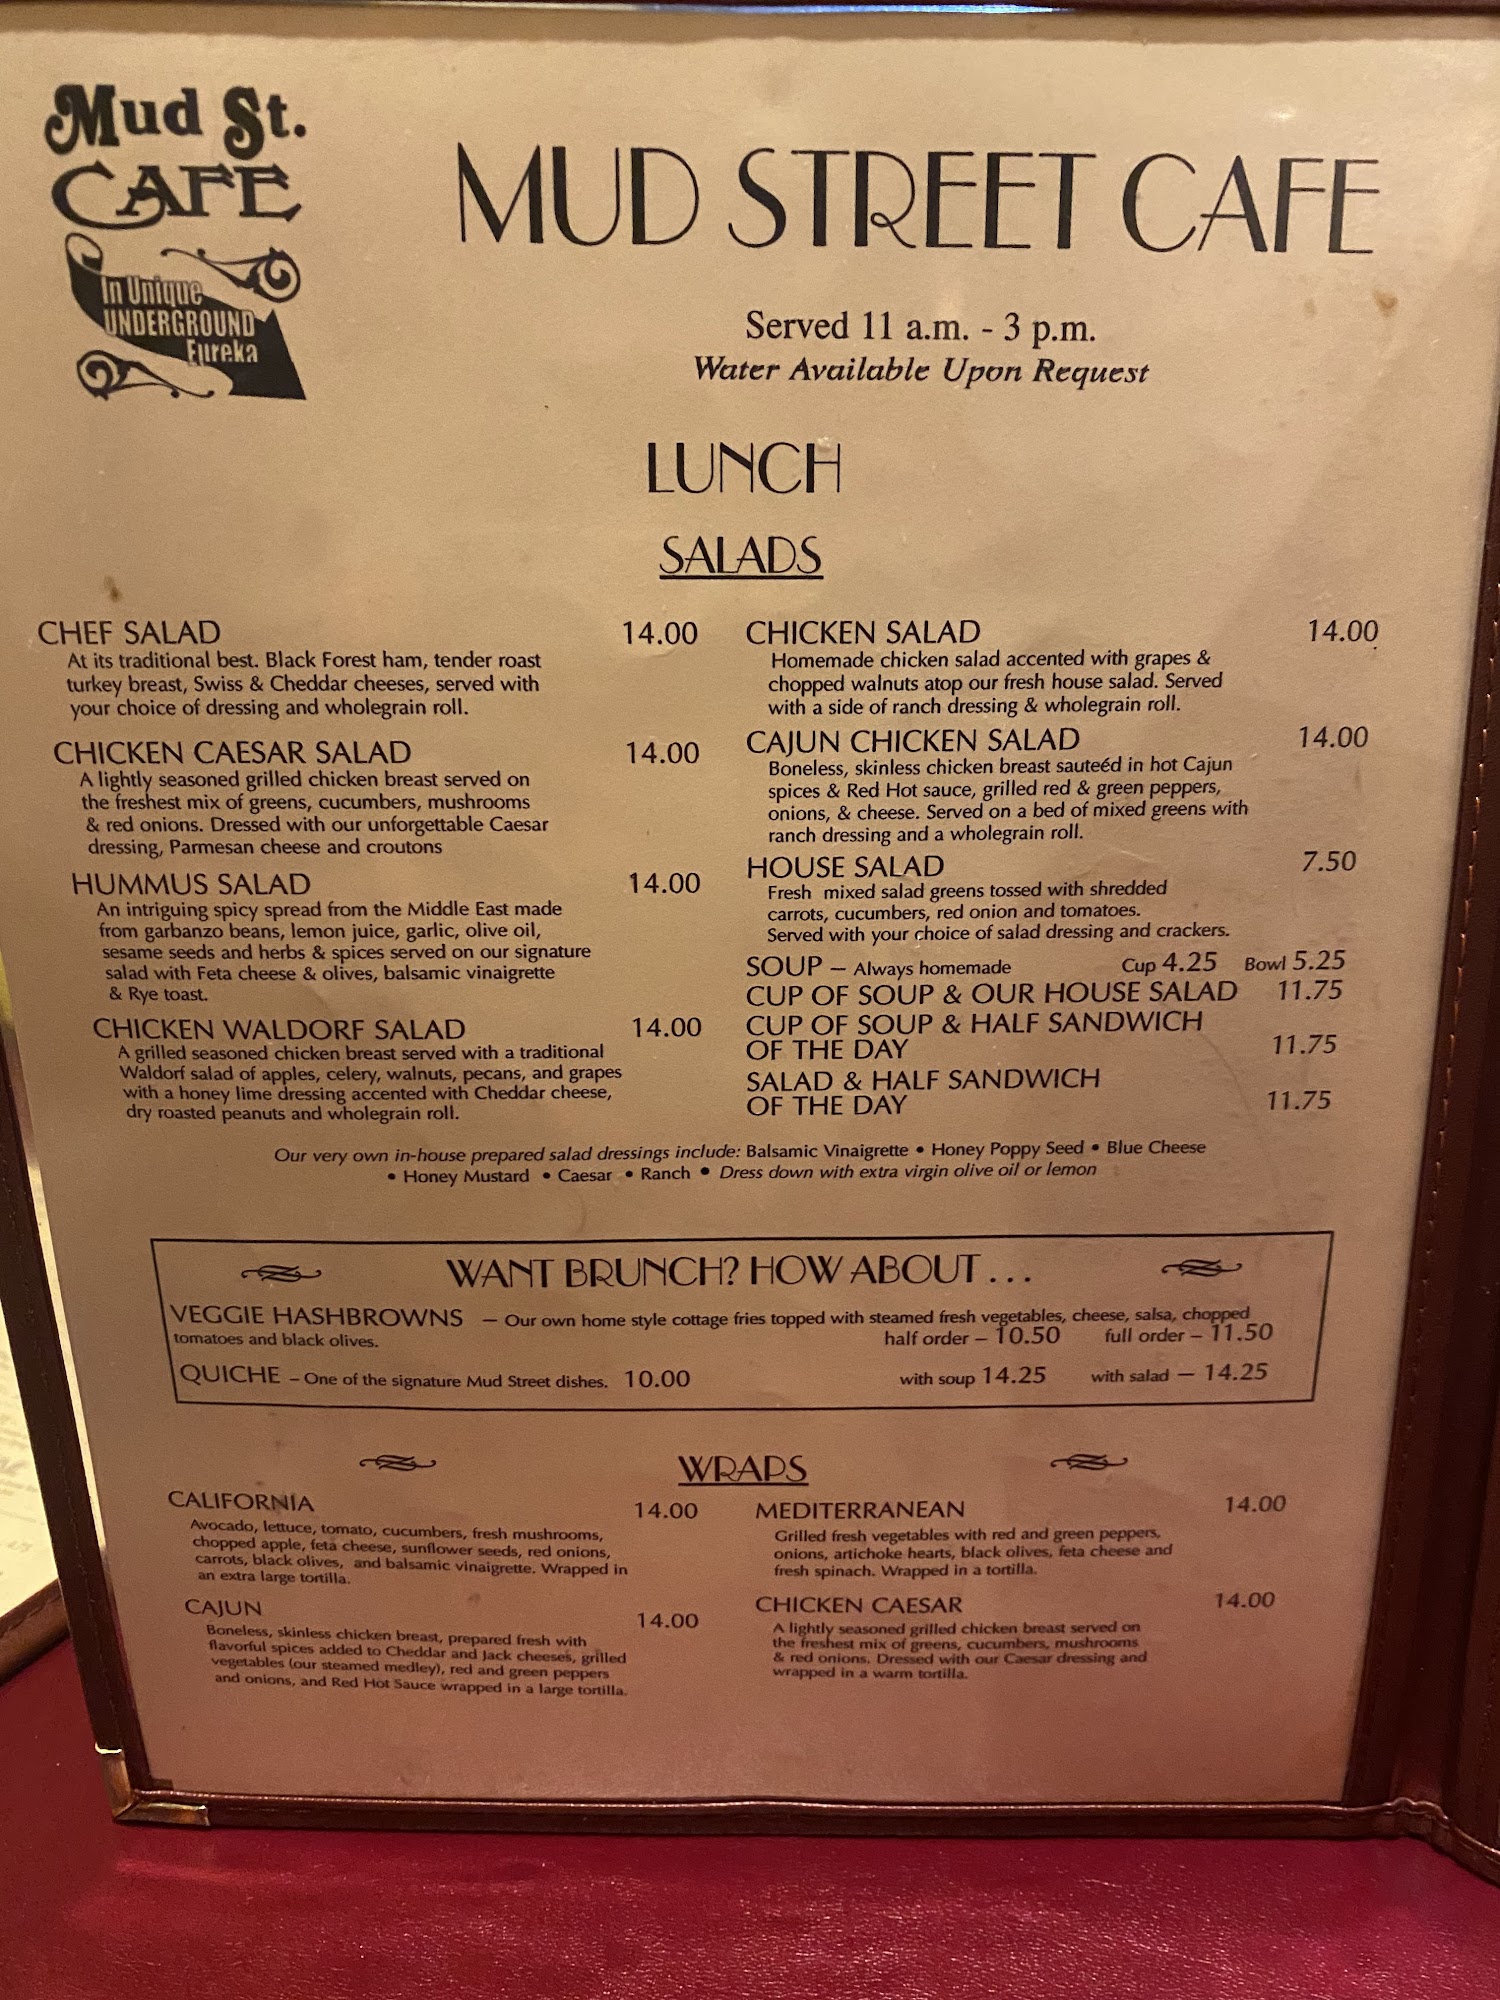 Mud St.
CAFE
In Unique
UNDERGROUND
Eureka
MUD STREET CAFE
Served 11 a.m. - 3 p.m.
Water Available Upon Request
LUNCH
SALADS
CHEF SALAD 14.00
At its traditional best. Black Forest ham, tender roast
turkey breast, Swiss & Cheddar cheeses, served with
your choice of dressing and wholegrain roll.
CHICKEN CAESAR SALAD 14.00
A lightly seasoned grilled chicken breast served on
the freshest mix of greens, cucumbers, mushrooms
& red onions. Dressed with our unforgettable Caesar
dressing, Parmesan cheese and croutons
HUMMUS SALAD 14.00
An intriguing spicy spread from the Middle East made
from garbanzo beans, lemon juice, garlic, olive oil,
sesame seeds and herbs & spices served on our signature
salad with Feta cheese & olives, balsamic vinaigrette
& Rye toast.
CHICKEN WALDORF SALAD 14.00
A grilled seasoned chicken breast served with a traditional
Waldorf salad of apples, celery, walnuts, pecans, and grapes
with a honey lime dressing accented with Cheddar cheese,
dry roasted peanuts and wholegrain roll.
CHICKEN SALAD 14.00
Homemade chicken salad accented with grapes &
chopped walnuts atop our fresh house salad. Served
with a side of ranch dressing & wholegrain roll.
CAJUN CHICKEN SALAD 14.00
Boneless, skinless chicken breast sauteéd in hot Cajun
spices & Red Hot sauce, grilled red & green peppers,
onions, & cheese. Served on a bed of mixed greens with
ranch dressing and a wholegrain roll.
HOUSE SALAD 7.50
Fresh mixed salad greens tossed with shredded
carrots, cucumbers, red onion and tomatoes.
Served with your choice of salad dressing and crackers.
SOUP – Always homemade Cup 4.25 Bowl 5.25
CUP OF SOUP & OUR HOUSE SALAD 11.75
CUP OF SOUP & HALF SANDWICH
OF THE DAY 11.75
SALAD & HALF SANDWICH
OF THE DAY 11.75
Our very own in-house prepared salad dressings include: Balsamic Vinaigrette • Honey Poppy Seed • Blue Cheese
• Honey Mustard • Caesar • Ranch • Dress down with extra virgin olive oil or lemon
WANT BRUNCH? HOW ABOUT . . .
VEGGIE HASHBROWNS – Our own home style cottage fries topped with steamed fresh vegetables, cheese, salsa, chopped
tomatoes and black olives. half order – 10.50 full order – 11.50
QUICHE – One of the signature Mud Street dishes. 10.00 with soup 14.25 with salad – 14.25
WRAPS
CALIFORNIA 14.00
Avocado, lettuce, tomato, cucumbers, fresh mushrooms,
chopped apple, feta cheese, sunflower seeds, red onions,
carrots, black olives, and balsamic vinaigrette. Wrapped in
an extra large tortilla.
CAJUN 14.00
Boneless, skinless chicken breast, prepared fresh with
flavorful spices added to Cheddar and Jack cheeses, grilled
vegetables (our steamed medley), red and green peppers
and onions, and Red Hot Sauce wrapped in a large tortilla.
MEDITERRANEAN 14.00
Grilled fresh vegetables with red and green peppers,
onions, artichoke hearts, black olives, feta cheese and
fresh spinach. Wrapped in a tortilla.
CHICKEN CAESAR 14.00
A lightly seasoned grilled chicken breast served on
the freshest mix of greens, cucumbers, mushrooms
& red onions. Dressed with our Caesar dressing and
wrapped in a warm tortilla.